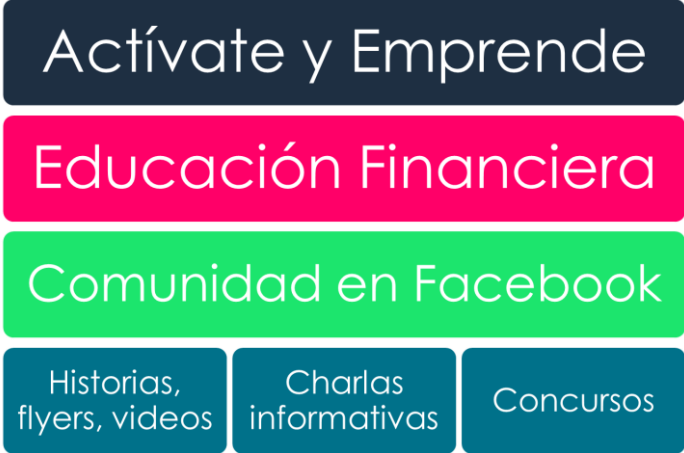 Actívate y Emprende
Educación Financiera
Comunidad en Facebook
Historias,
flyers, videos
Charlas
informativas
Concursos